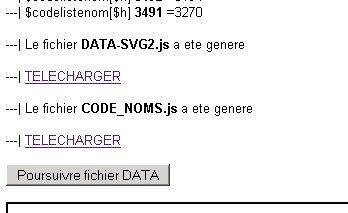 ---| $codelistenom[$h] 3491 =3270
---| Le fichier DATA-SVG2.js a ete genere
---| TELECHARGER
---| Le fichier CODE_NOMS.js a ete genere
---| TELECHARGER
Poursuivre fichier DATA